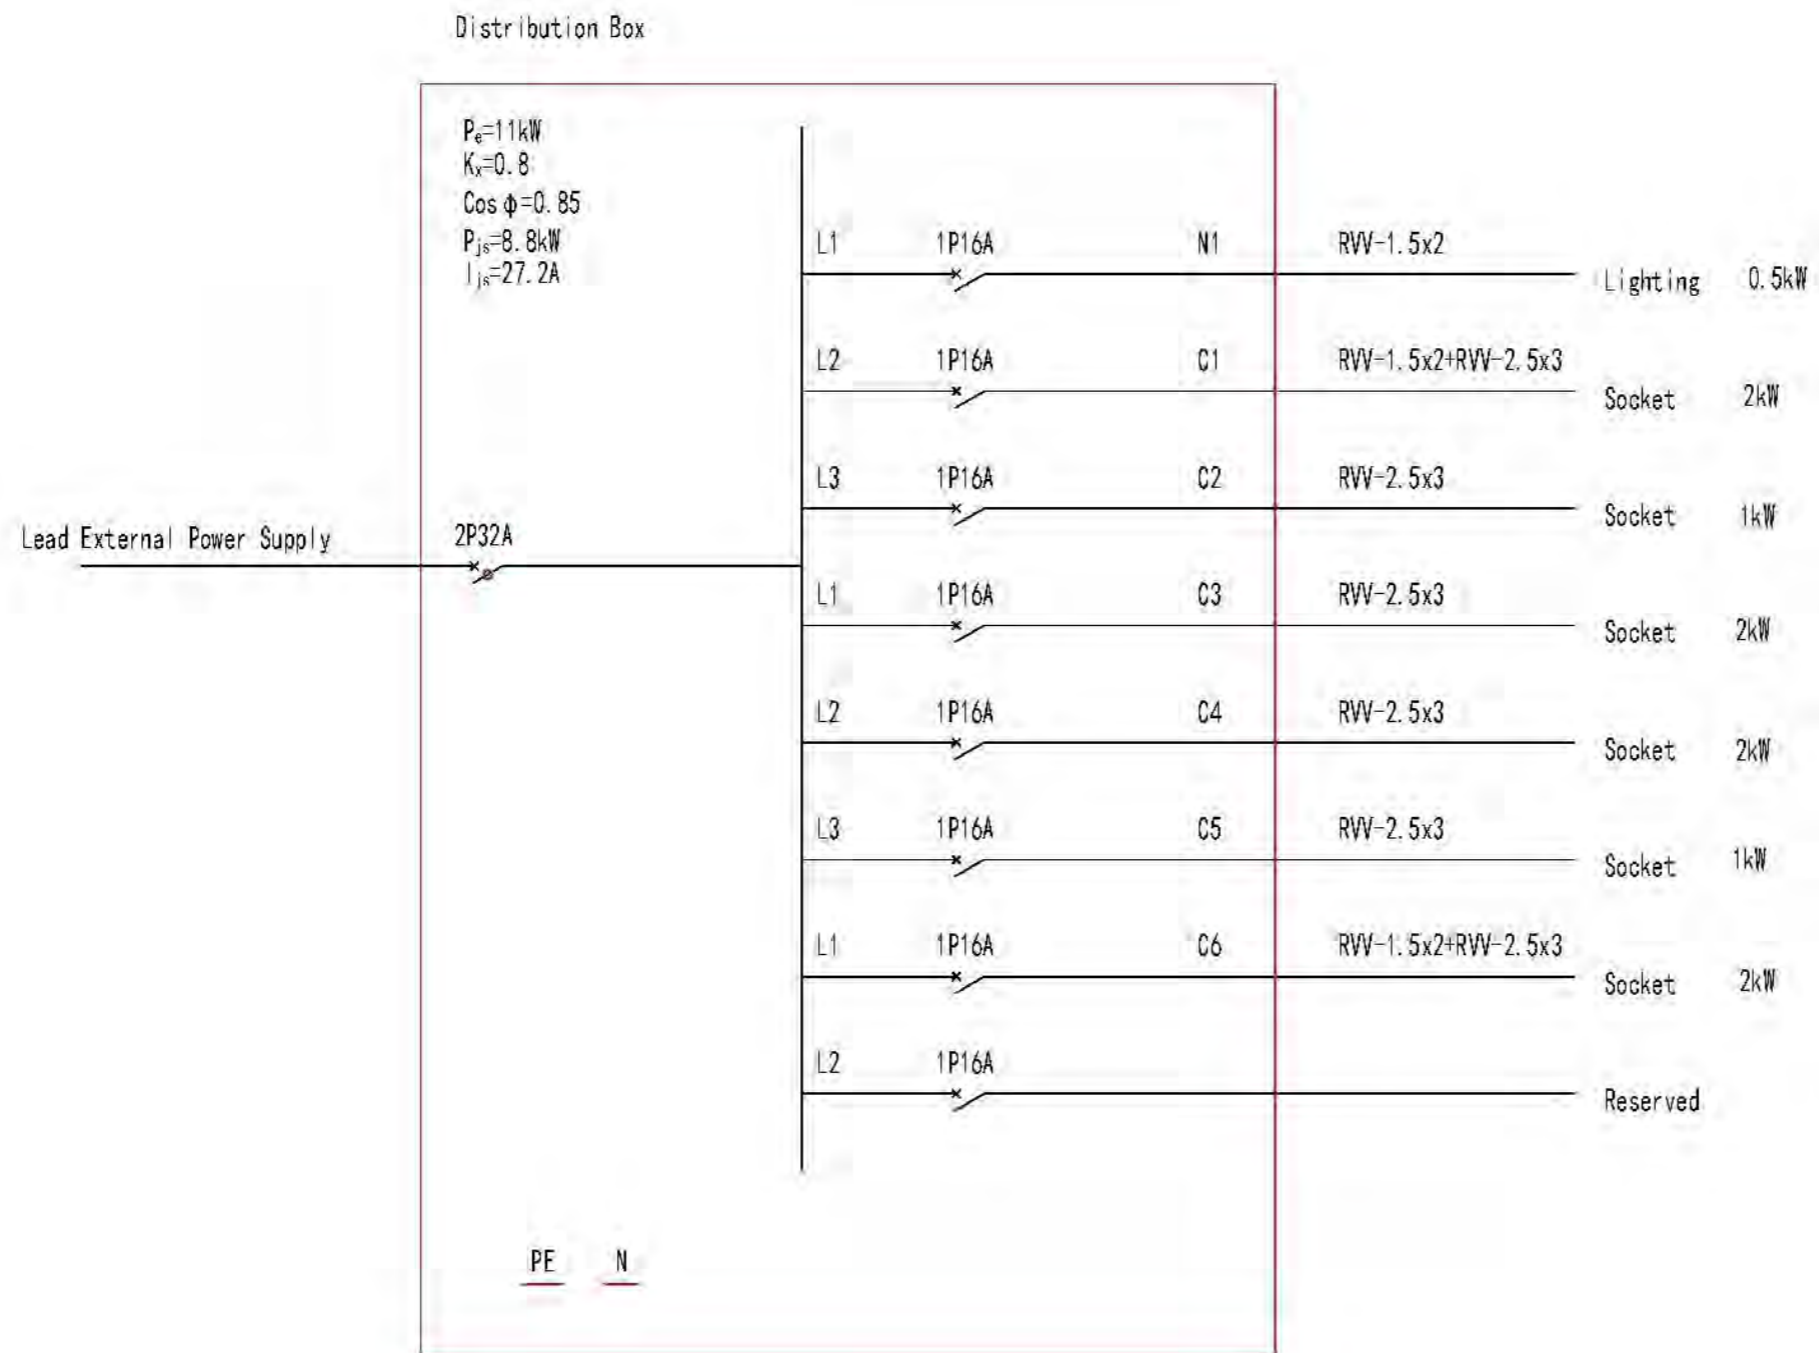 Distribution Box
Pe=11kW
Kx=0.8
Cosφ=0.85
Pjs=8.8kW
Ijs=27.2A
L1 1P16A N1 RVV-1.5x2 Lighting 0.5kW
L2 1P16A C1 RVV-1.5x2+RVV-2.5x3 Socket 2kW
L3 1P16A C2 RVV-2.5x3 Socket 1kW
Lead External Power Supply 2P32A
L1 1P16A C3 RVV-2.5x3 Socket 2kW
L2 1P16A C4 RVV-2.5x3 Socket 2kW
L3 1P16A C5 RVV-2.5x3 Socket 1kW
L1 1P16A C6 RVV-1.5x2+RVV-2.5x3 Socket 2kW
L2 1P16A Reserved
PE N